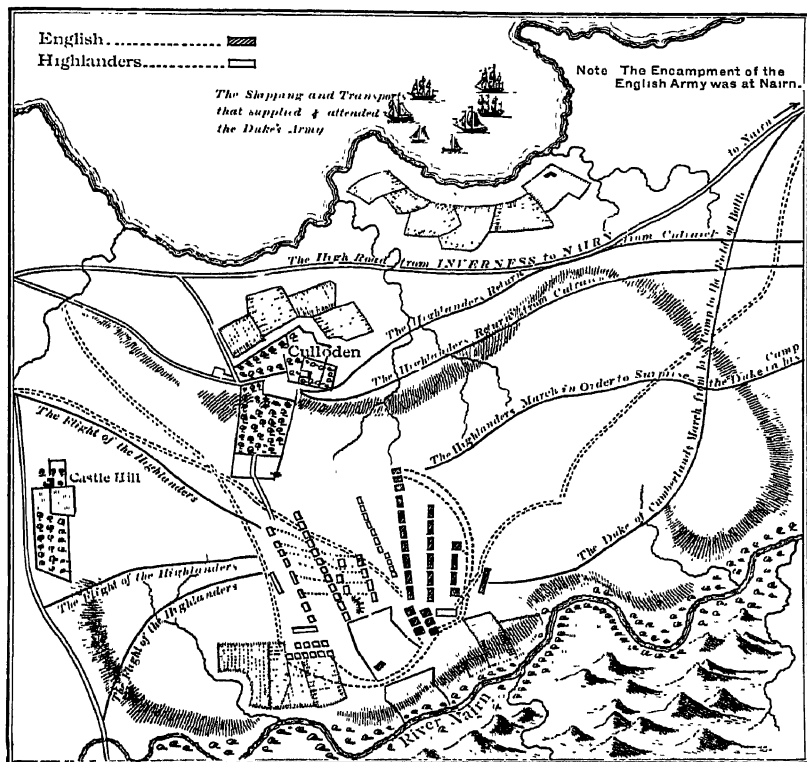 English
Highlanders
The Shipping and Transports
that supplied & attended
the Duke's Army
Note The Encampment of the
English Army was at Nairn.
to Nairn
The High Road from INVERNESS to NAIRN
The Highlanders Return from Culraick
The Highlanders Return from Culraick
Culloden
The Highlanders March in Order to Surprise the Duke in his Camp
The Flight of the Highlanders
Castle Hill
The Duke of Cumberlands March from his Camp to the Field of Battle
The Flight of the Highlanders
The Flight of the Highlanders
River Nairn